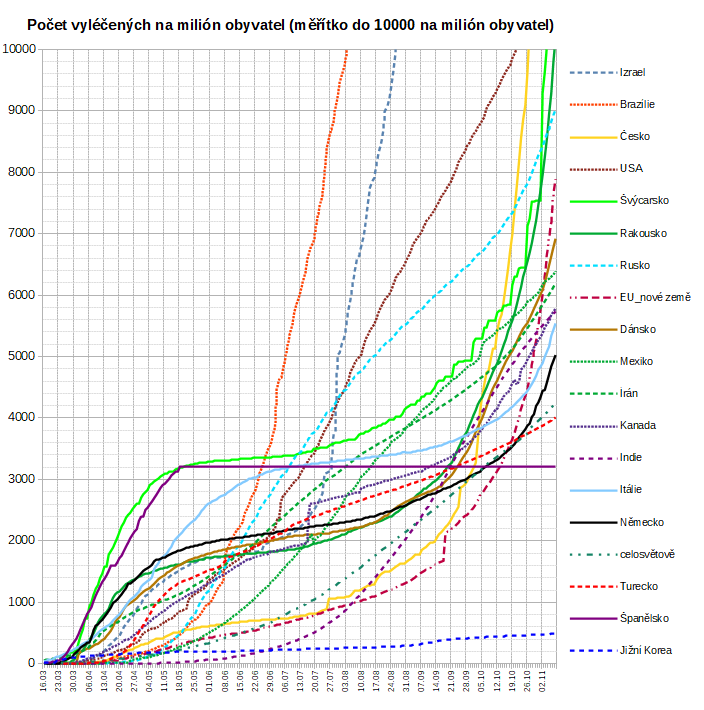 Počet vyléčených na milión obyvatel (měřítko do 10000 na milión obyvatel)
10000
9000
8000
7000
6000
5000
4000
3000
2000
1000
0
16.03
23.03
30.03
06.04
13.04
20.04
27.04
04.05
11.05
18.05
25.05
01.06
08.06
15.06
22.06
29.06
06.07
13.07
20.07
27.07
03.08
10.08
17.08
24.08
31.08
07.09
14.09
21.09
28.09
05.10
12.10
19.10
26.10
02.11
Izrael
Brazílie
Česko
USA
Švýcarsko
Rakousko
Rusko
EU_nové země
Dánsko
Mexiko
Írán
Kanada
Indie
Itálie
Německo
celosvětově
Turecko
Španělsko
Jižní Korea